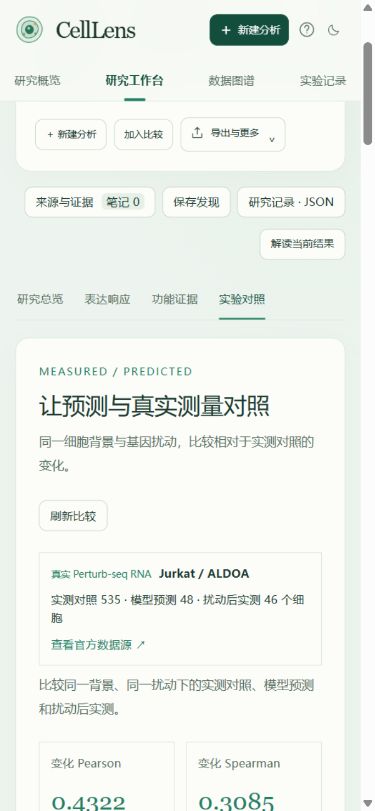 CellLens
+ 新建分析
研究概览
研究工作台
数据图谱
实验记录
+ 新建分析
加入比较
导出与更多
来源与证据 笔记 0
保存发现
研究记录 · JSON
解读当前结果
研究总览
表达响应
功能证据
实验对照
MEASURED / PREDICTED
让预测与真实测量对照
同一细胞背景与基因扰动，比较相对于实测对照的
变化。
刷新比较
真实 Perturb-seq RNA Jurkat / ALDOA
实测对照 535 · 模型预测 48 · 扰动后实测 46 个细
胞
查看官方数据源 ↗
比较同一背景、同一扰动下的实测对照、模型预测
和扰动后实测。
变化 Pearson
0.4322
变化 Spearman
0.3085